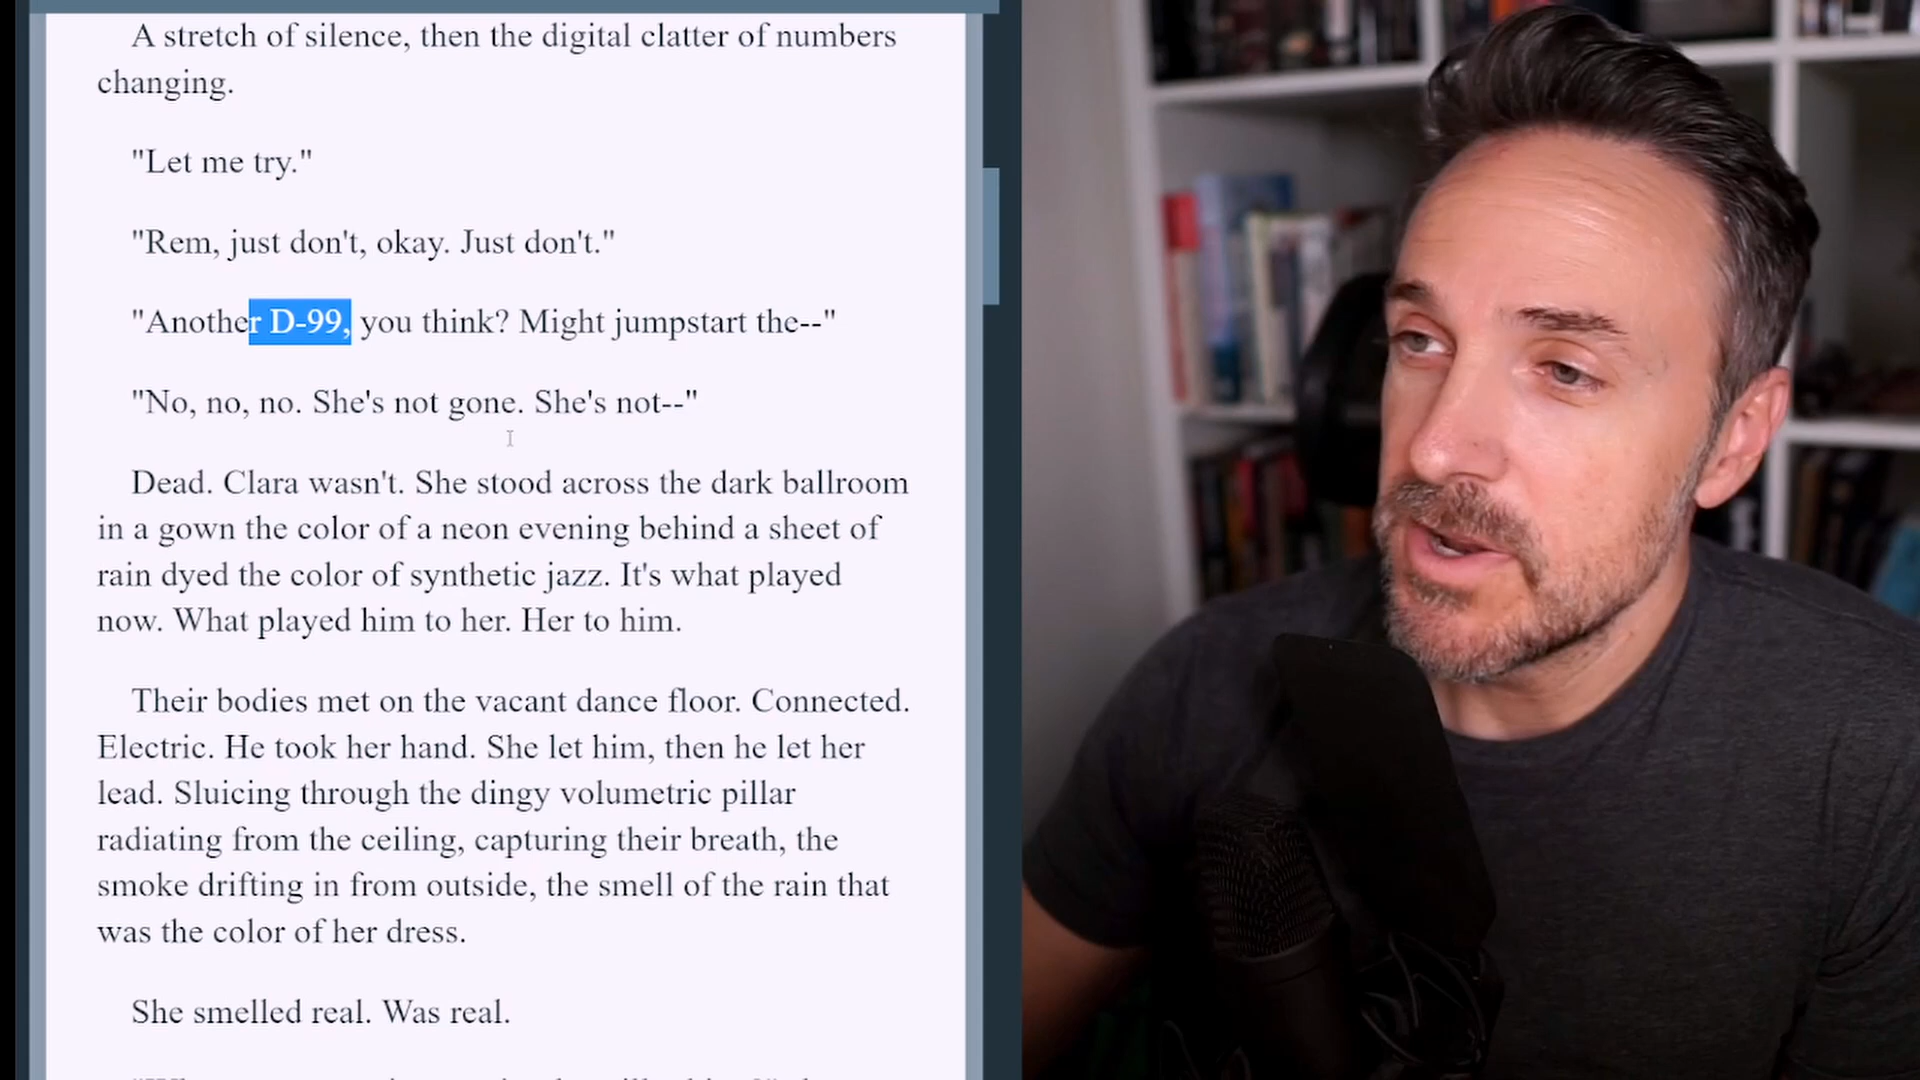 A stretch of silence, then the digital clatter of numbers
changing.
"Let me try."
"Rem, just don't, okay. Just don't."
"Another D-99, you think? Might jumpstart the--"
"No, no, no. She's not gone. She's not--"
Dead. Clara wasn't. She stood across the dark ballroom
in a gown the color of a neon evening behind a sheet of
rain dyed the color of synthetic jazz. It's what played
now. What played him to her. Her to him.
Their bodies met on the vacant dance floor. Connected.
Electric. He took her hand. She let him, then he let her
lead. Sluicing through the dingy volumetric pillar
radiating from the ceiling, capturing their breath, the
smoke drifting in from outside, the smell of the rain that
was the color of her dress.
She smelled real. Was real.